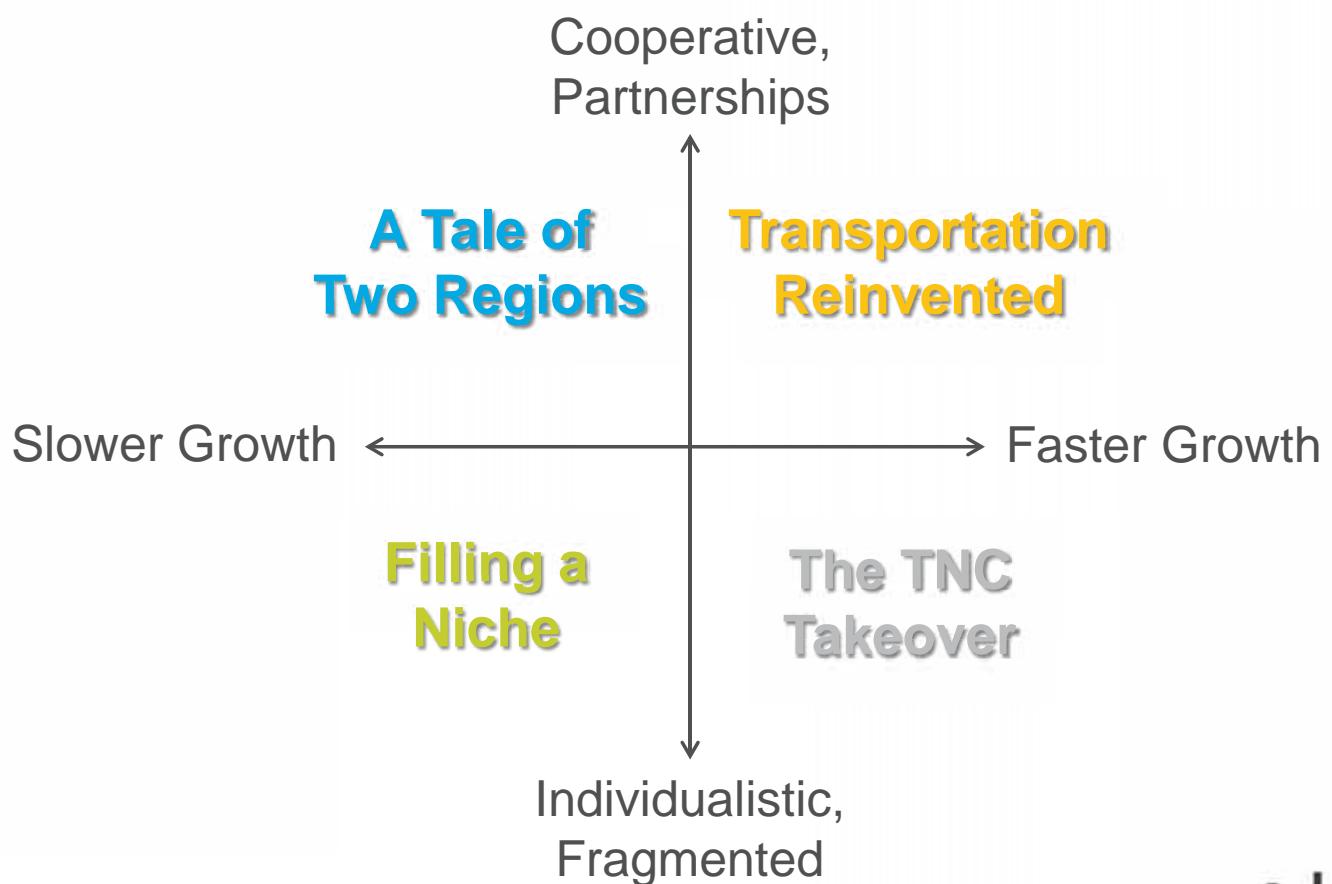 Cooperative,
Partnerships
A Tale of
Two Regions
Transportation
Reinvented
Slower Growth
Faster Growth
Filling a
Niche
The TNC
Takeover
Individualistic,
Fragmented